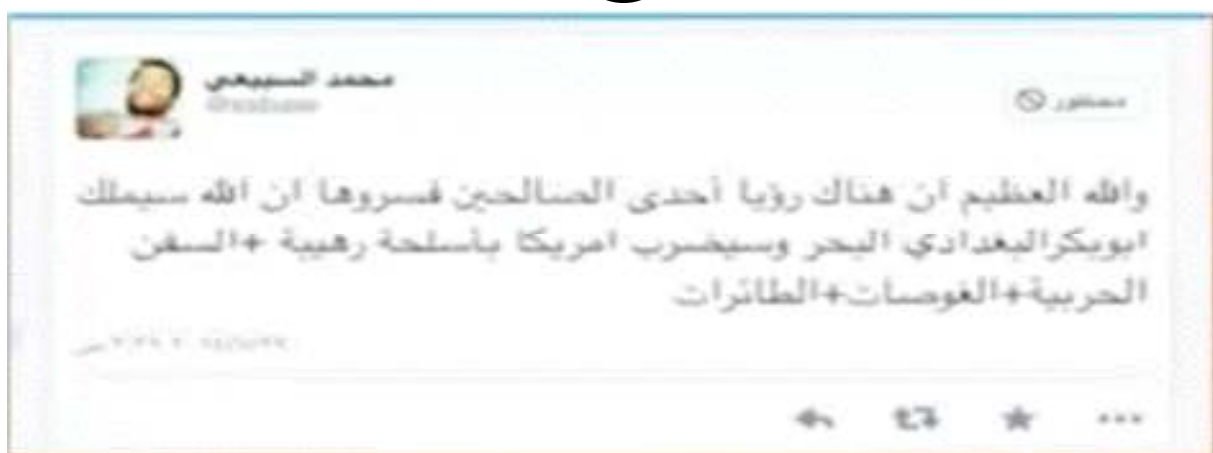 محمد السبيعي
محظور
والله العظيم ان هناك رؤيا أحدى الصالحين فسروها ان الله سيملك
ابوبكرالبغدادي البحر وسيضرب امريكا بأسلحة رهيبة +السفن
الحربية+الغوصات+الطائرات